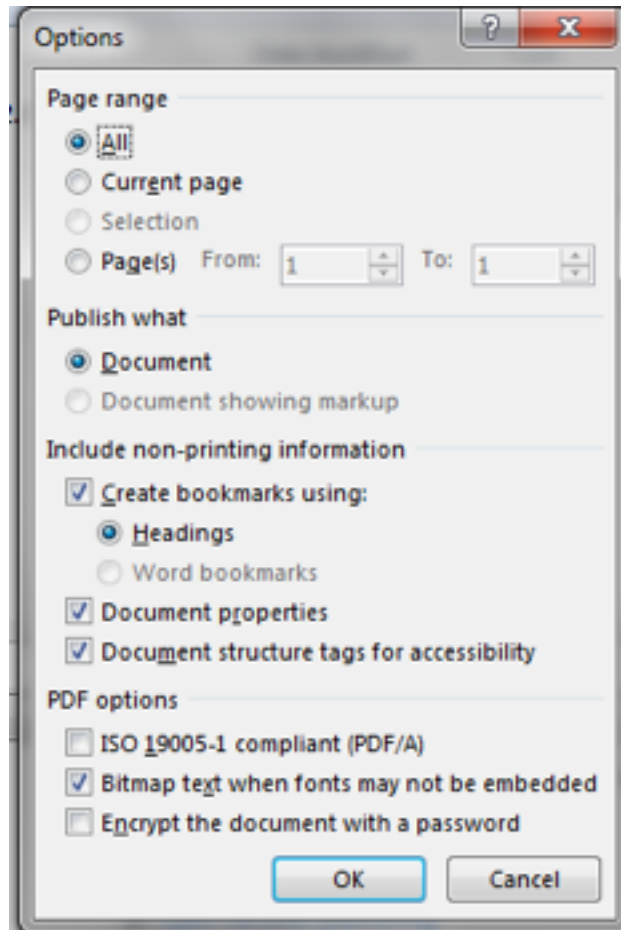 Options
Page range
All
Current page
Selection
Page(s) From: 1 To: 1
Publish what
Document
Document showing markup
Include non-printing information
Create bookmarks using:
Headings
Word bookmarks
Document properties
Document structure tags for accessibility
PDF options
ISO 19005-1 compliant (PDF/A)
Bitmap text when fonts may not be embedded
Encrypt the document with a password
OK Cancel